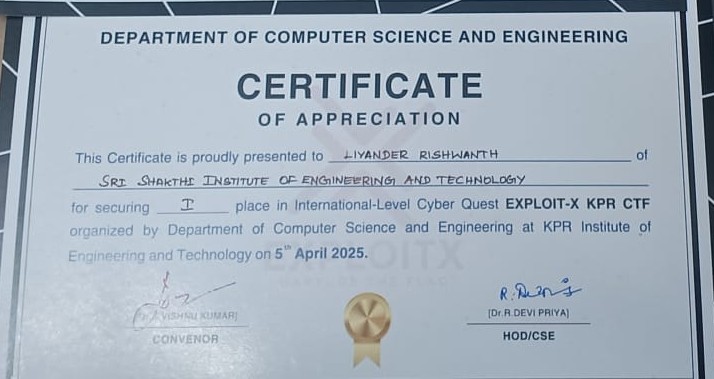 DEPARTMENT OF COMPUTER SCIENCE AND ENGINEERING
CERTIFICATE
OF APPRECIATION
This Certificate is proudly presented to LIYANDER RISHWANTH of
SRI SHAKTHI INSTITUTE OF ENGINEERING AND TECHNOLOGY
for securing I place in International-Level Cyber Quest EXPLOIT-X KPR CTF
organized by Department of Computer Science and Engineering at KPR Institute of
Engineering and Technology on 5th April 2025.
EXPLOITX
VISHNU KUMAR]
[Dr.R.DEVI PRIYA]
CONVENOR
HOD/CSE